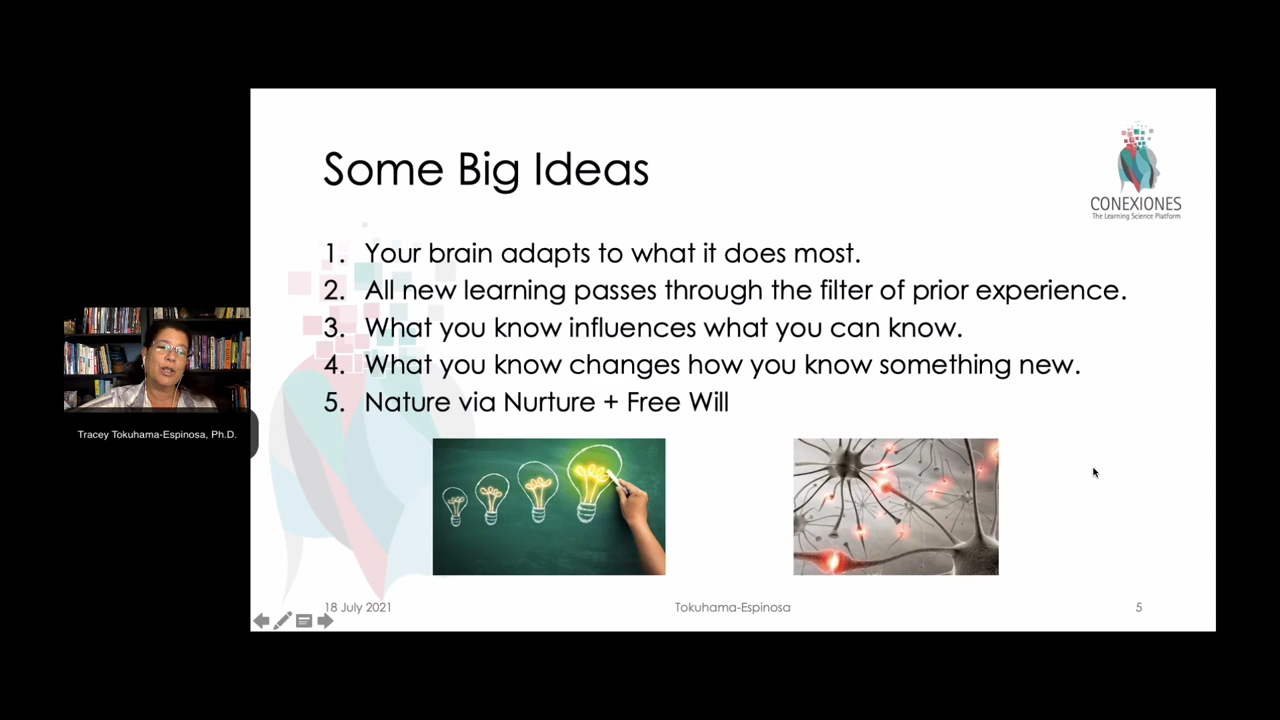 Some Big Ideas
CONEXIONES
The Learning Science Platform
1. Your brain adapts to what it does most.
2. All new learning passes through the filter of prior experience.
3. What you know influences what you can know.
4. What you know changes how you know something new.
5. Nature via Nurture + Free Will
Tracey Tokuhama-Espinosa, Ph.D.
18 July 2021
Tokuhama-Espinosa
5